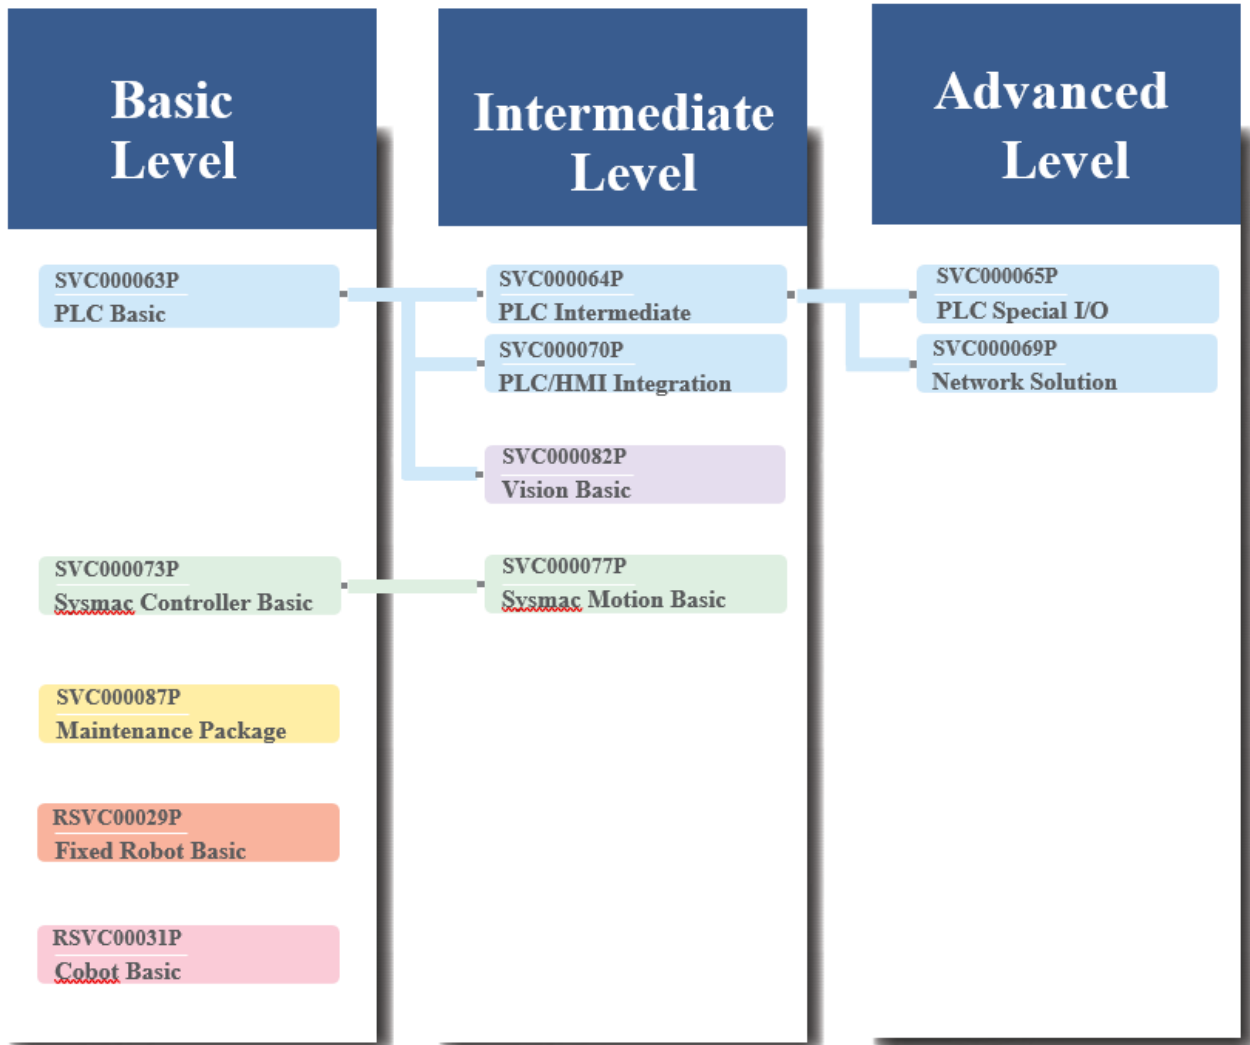 Basic
Level
SVC000063P
PLC Basic
SVC000073P
Sysmac Controller Basic
SVC000087P
Maintenance Package
RSVC00029P
Fixed Robot Basic
RSVC00031P
Cobot Basic
Intermediate
Level
SVC000064P
PLC Intermediate
SVC000070P
PLC/HMI Integration
SVC000082P
Vision Basic
SVC000077P
Sysmac Motion Basic
Advanced
Level
SVC000065P
PLC Special I/O
SVC000069P
Network Solution